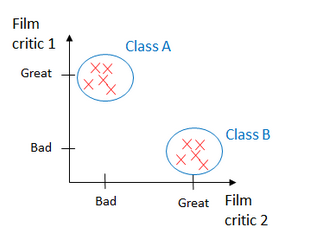 Film
critic 1
Class A
Great
Class B
Bad
Bad
Great
Film
critic 2